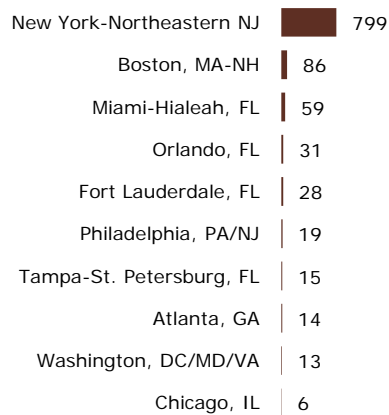 New York-Northeastern NJ 799
Boston, MA-NH 86
Miami-Hialeah, FL 59
Orlando, FL 31
Fort Lauderdale, FL 28
Philadelphia, PA/NJ 19
Tampa-St. Petersburg, FL 15
Atlanta, GA 14
Washington, DC/MD/VA 13
Chicago, IL 6